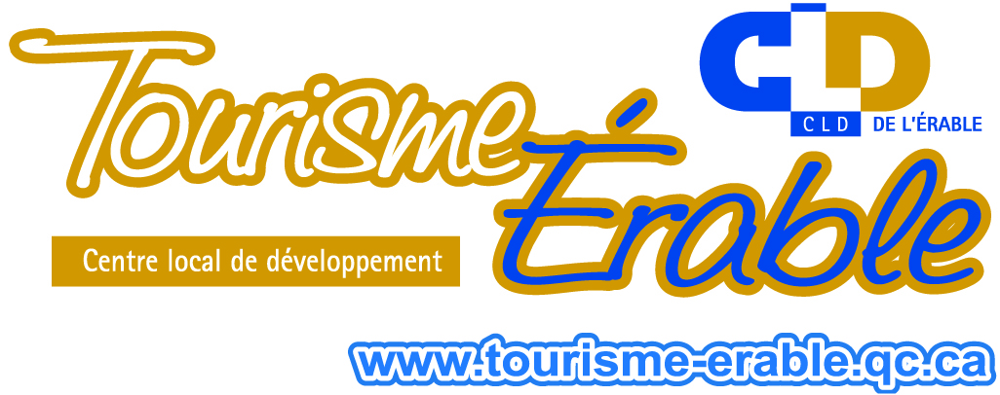 Tourisme
Érable
CLD
CLD DE L'ÉRABLE
Centre local de développement
www.tourisme-erable.qc.ca